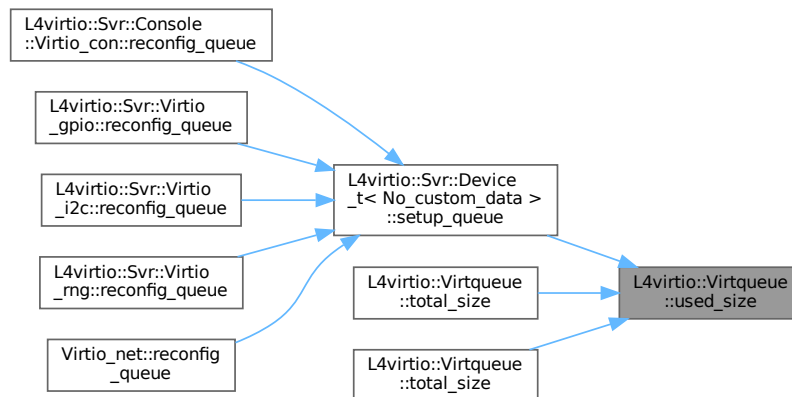 L4virtio::Svr::Console
::Virtio_con::reconfig_queue
L4virtio::Svr::Virtio
_gpio::reconfig_queue
L4virtio::Svr::Virtio
_i2c::reconfig_queue
L4virtio::Svr::Virtio
_rng::reconfig_queue
Virtio_net::reconfig
_queue
L4virtio::Svr::Device
_t< No_custom_data >
::setup_queue
L4virtio::Virtqueue
::total_size
L4virtio::Virtqueue
::total_size
L4virtio::Virtqueue
::used_size